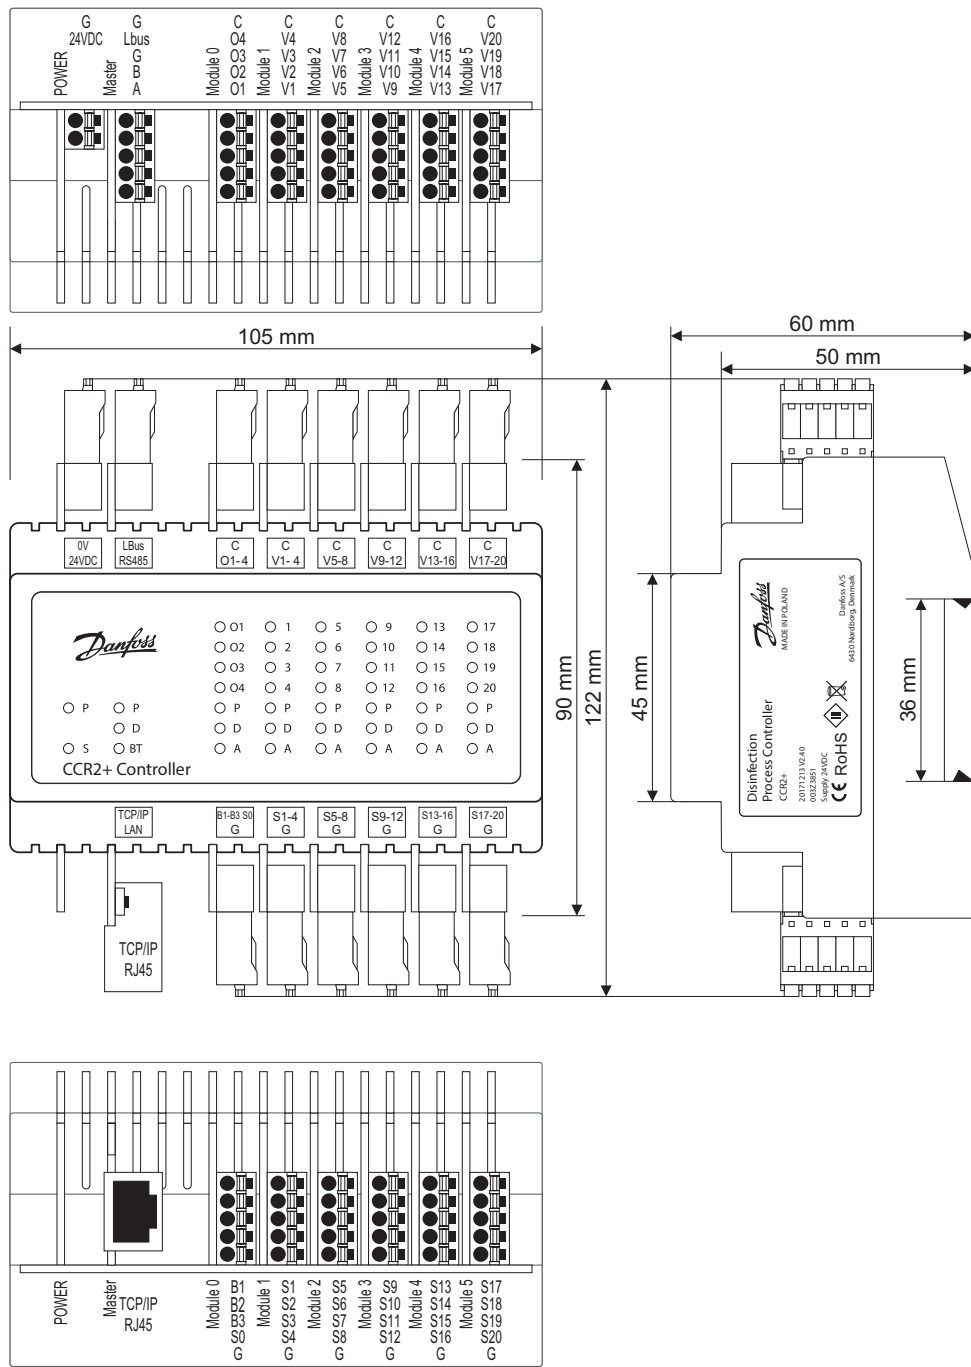 G
24VDC
POWER
G
Lbus
G
B
A
Master
C
O4
O3
O2
O1
Module 0
C
V4
V3
V2
V1
Module 1
C
V8
V7
V6
V5
Module 2
C
V12
V11
V10
V9
Module 3
C
V16
V15
V14
V13
Module 4
C
V20
V19
V18
V17
Module 5
105 mm
60 mm
50 mm
0V
24VDC
LBus
RS485
C
O1-4
C
V1-4
C
V5-8
C
V9-12
C
V13-16
C
V17-20
Danfoss
O1 1 5 9 13 17
O2 2 6 10 14 18
O3 3 7 11 15 19
O4 4 8 12 16 20
P P P P P P P P
D D D D D D D
S BT A A A A A A
CCR2+ Controller
TCP/IP
LAN
B1-B3 S0
G
S1-4
G
S5-8
G
S9-12
G
S13-16
G
S17-20
G
TCP/IP
RJ45
90 mm
122 mm
45 mm
36 mm
Danfoss
MADE IN POLAND
Danfoss A/S
6430 Nordborg, Denmark
Disinfection
Process Controller
CCR2+
20171213 V2.40
003Z3851
Supply 24VDC
CE RoHS III
POWER
Master
TCP/IP
RJ45
Module 0
B1
B2
B3
S0
G
Module 1
S1
S2
S3
S4
G
Module 2
S5
S6
S7
S8
G
Module 3
S9
S10
S11
S12
G
Module 4
S13
S14
S15
S16
G
Module 5
S17
S18
S19
S20
G